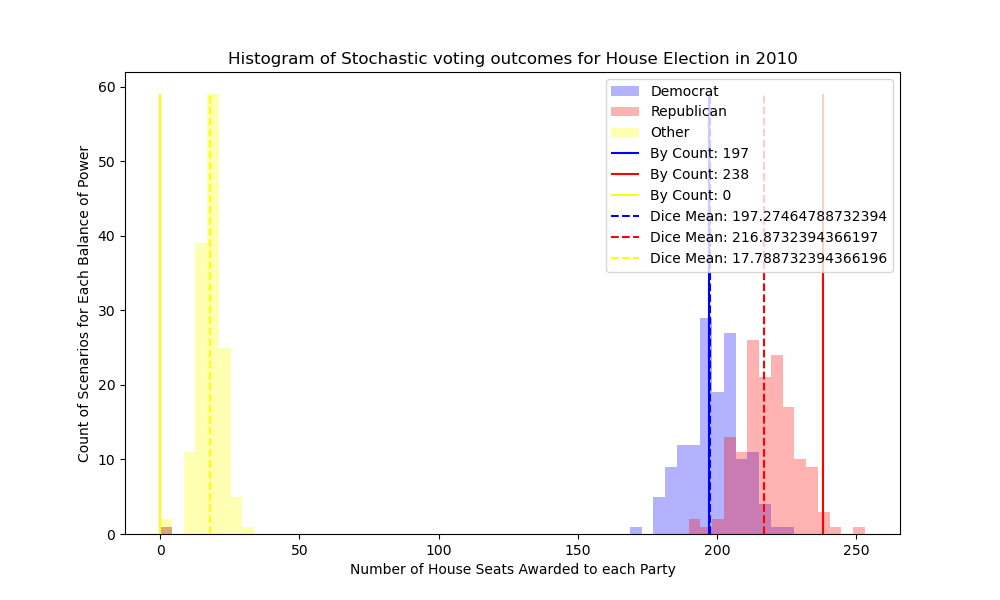 Histogram of Stochastic voting outcomes for House Election in 2010
Count of Scenarios for Each Balance of Power
60
50
40
30
20
10
0
Democrat
Republican
Other
By Count: 197
By Count: 238
By Count: 0
Dice Mean: 197.27464788732394
Dice Mean: 216.8732394366197
Dice Mean: 17.788732394366196
0
50
100
150
200
250
Number of House Seats Awarded to each Party